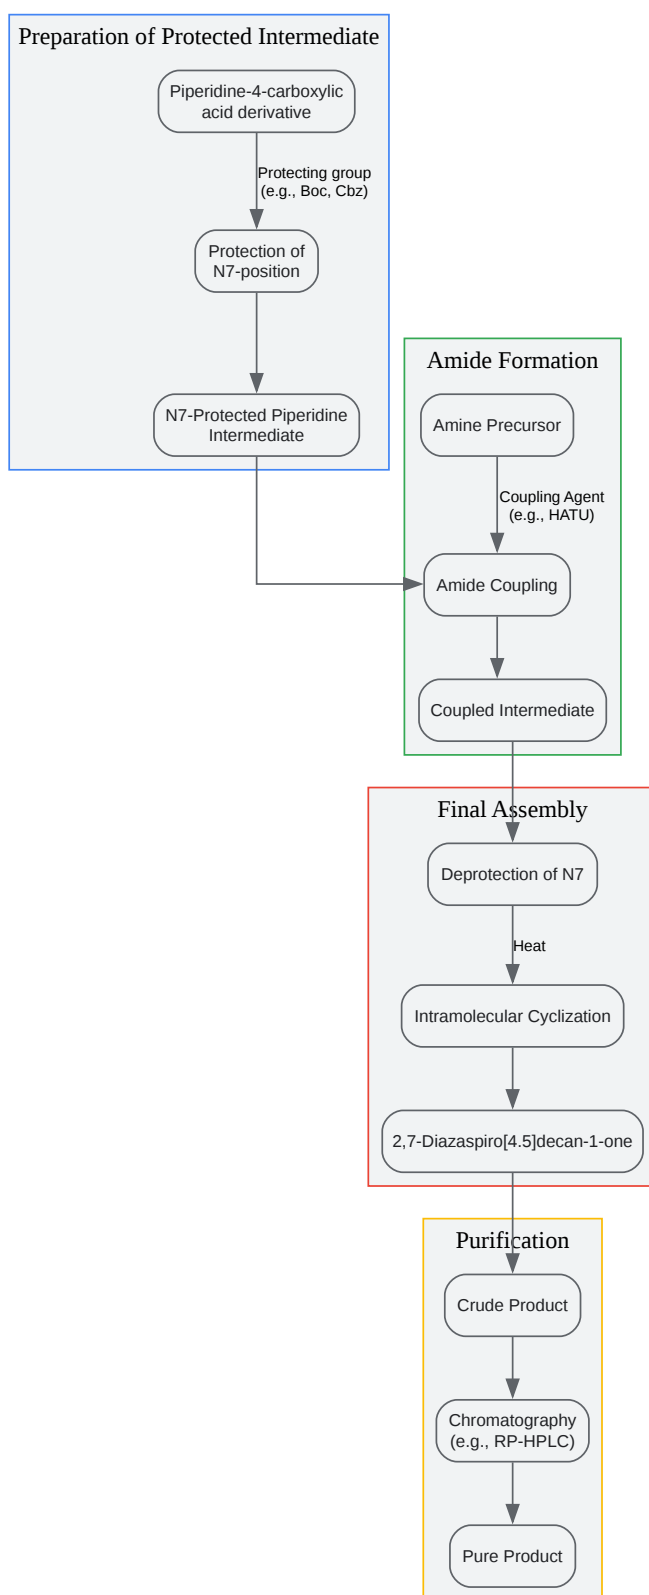 Preparation of Protected Intermediate
Piperidine-4-carboxylic
acid derivative
Protecting group
(e.g., Boc, Cbz)
Protection of
N7-position
N7-Protected Piperidine
Intermediate
Amide Formation
Amine Precursor
Coupling Agent
(e.g., HATU)
Amide Coupling
Coupled Intermediate
Final Assembly
Deprotection of N7
Heat
Intramolecular Cyclization
2,7-Diazaspiro[4.5]decan-1-one
Purification
Crude Product
Chromatography
(e.g., RP-HPLC)
Pure Product